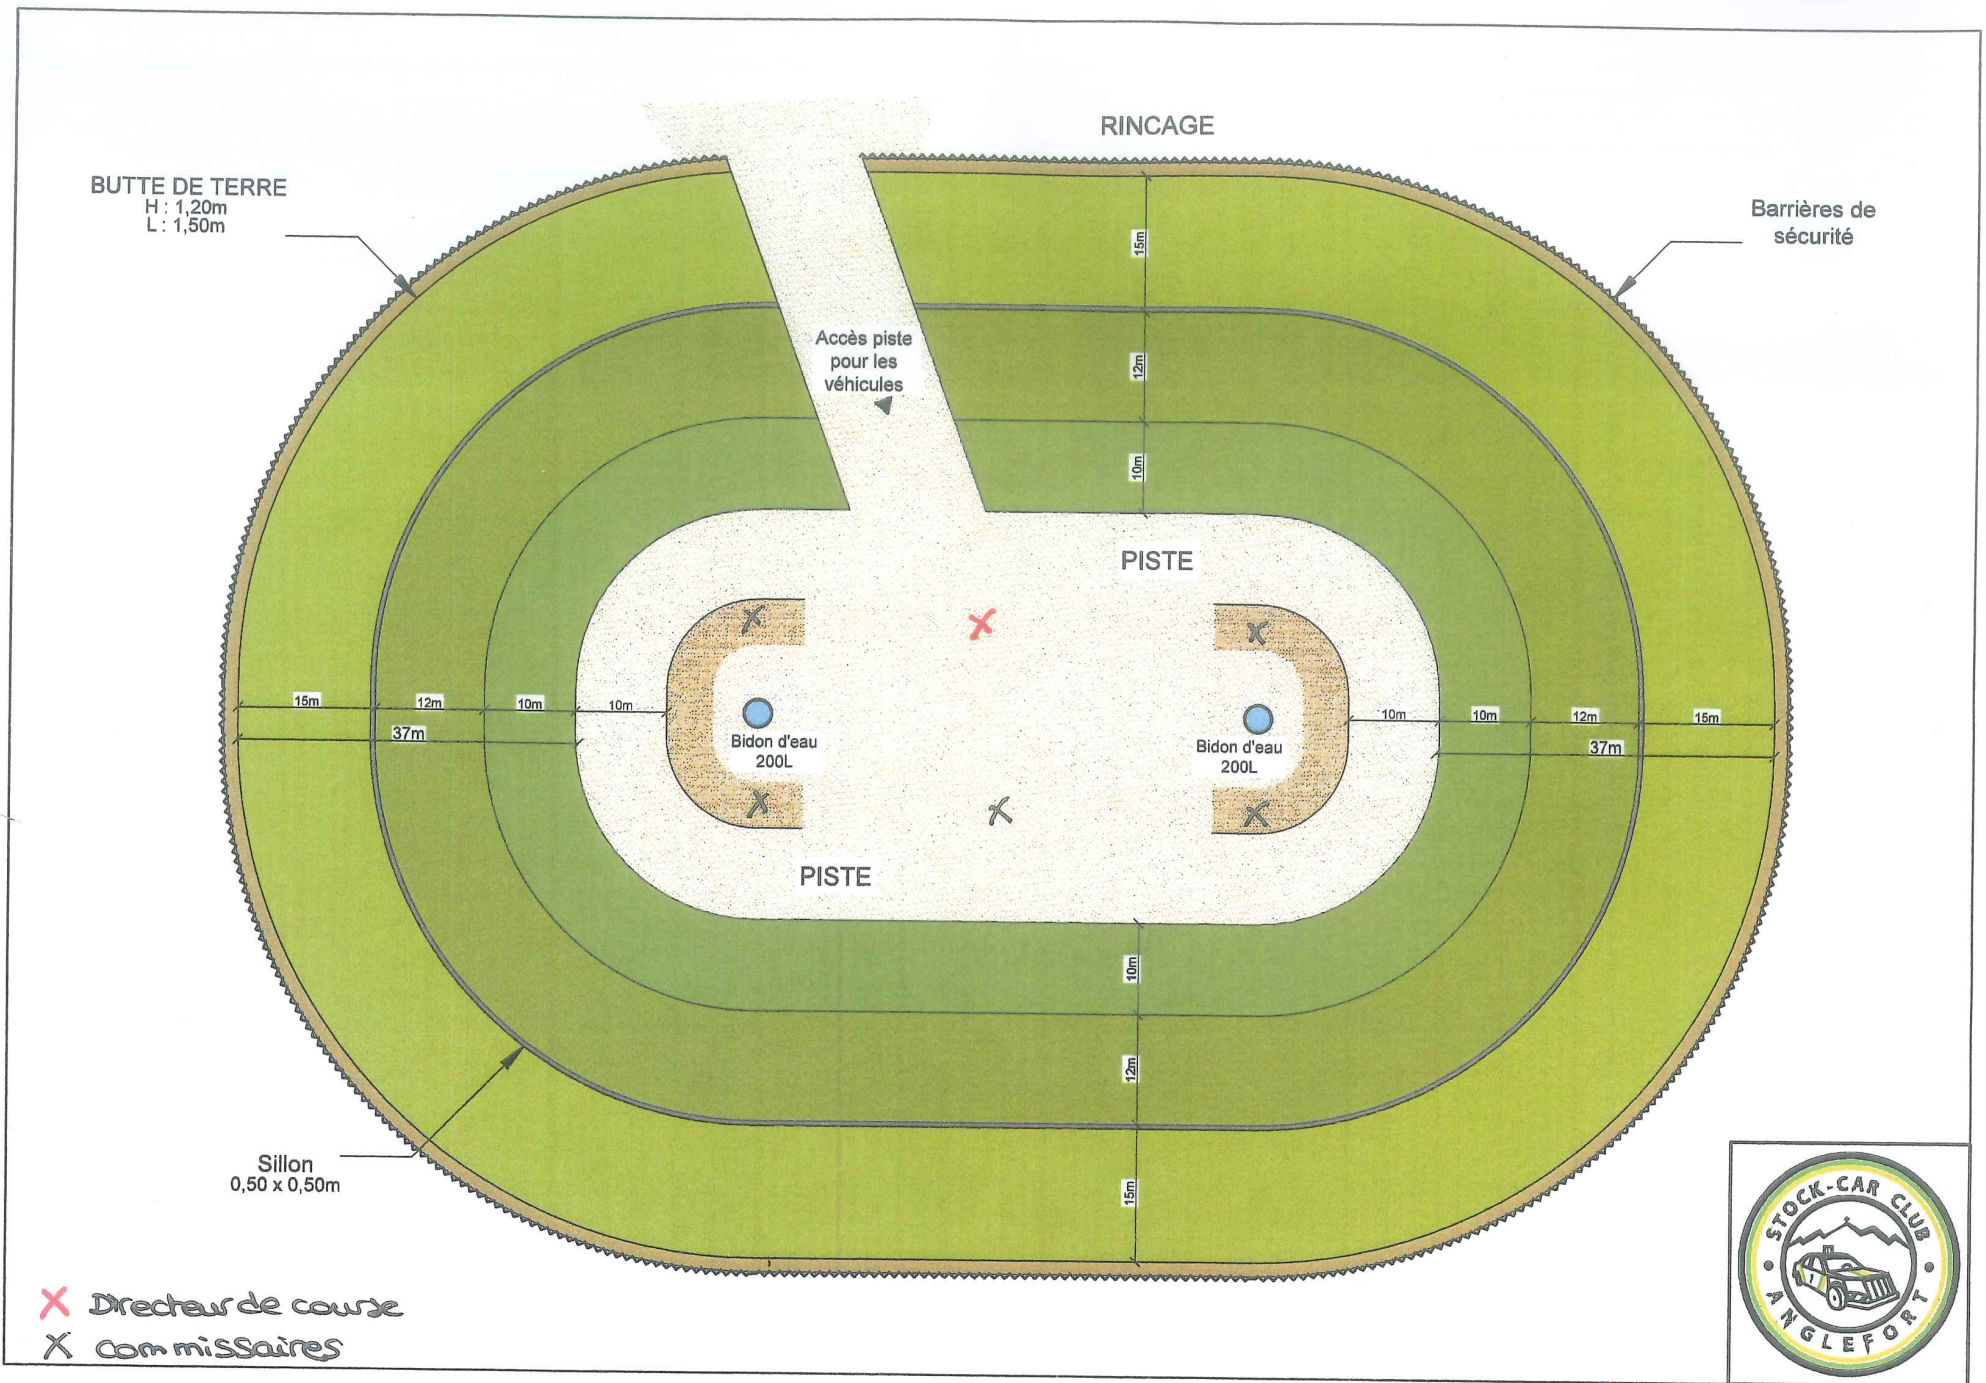 RINCAGE
BUTTE DE TERRE
H : 1,20m
L : 1,50m
Barrières de
sécurité
15m
Accès piste
pour les
véhicules
12m
10m
PISTE
15m
12m
10m
10m
37m
Bidon d'eau
200L
Bidon d'eau
200L
10m
10m
12m
15m
37m
PISTE
10m
12m
15m
Sillon
0,50 x 0,50m
X Directeur de course
X commissaires
STOCK-CAR CLUB
ANGLEFORT
1